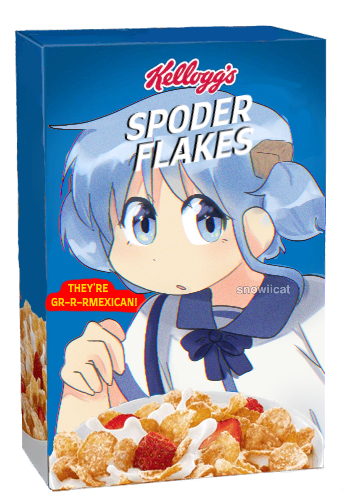 Kellogg's
SPODER
FLAKES
THEY'RE
GR-R-RMEXICAN!
snowiicat